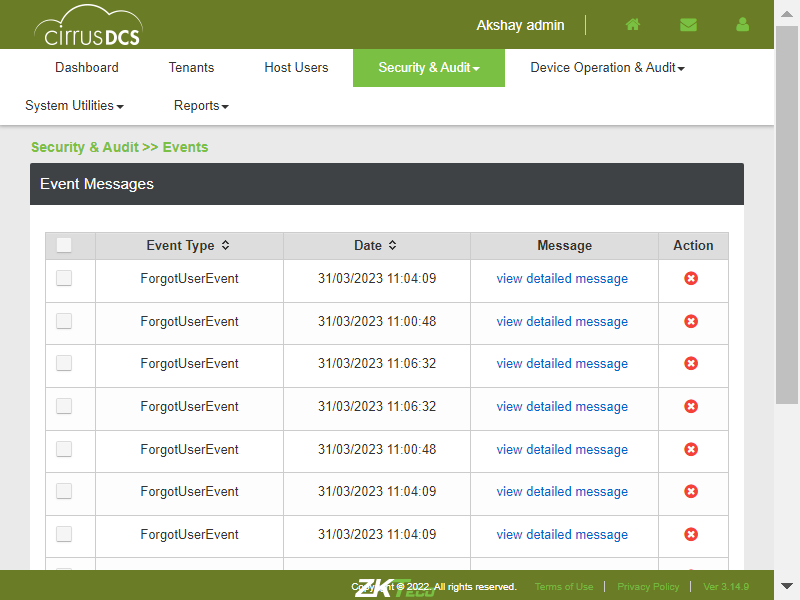 cirrusDCS
Akshay admin
Dashboard
Tenants
Host Users
Security & Audit
Device Operation & Audit
System Utilities
Reports
Security & Audit >> Events
Event Messages
Event Type
Date
Message
Action
ForgotUserEvent 31/03/2023 11:04:09 view detailed message
ForgotUserEvent 31/03/2023 11:00:48 view detailed message
ForgotUserEvent 31/03/2023 11:06:32 view detailed message
ForgotUserEvent 31/03/2023 11:06:32 view detailed message
ForgotUserEvent 31/03/2023 11:00:48 view detailed message
ForgotUserEvent 31/03/2023 11:04:09 view detailed message
ForgotUserEvent 31/03/2023 11:04:09 view detailed message
ZKTeco
Copyright © 2022. All rights reserved.
Terms of Use
Privacy Policy
Ver 3.14.9